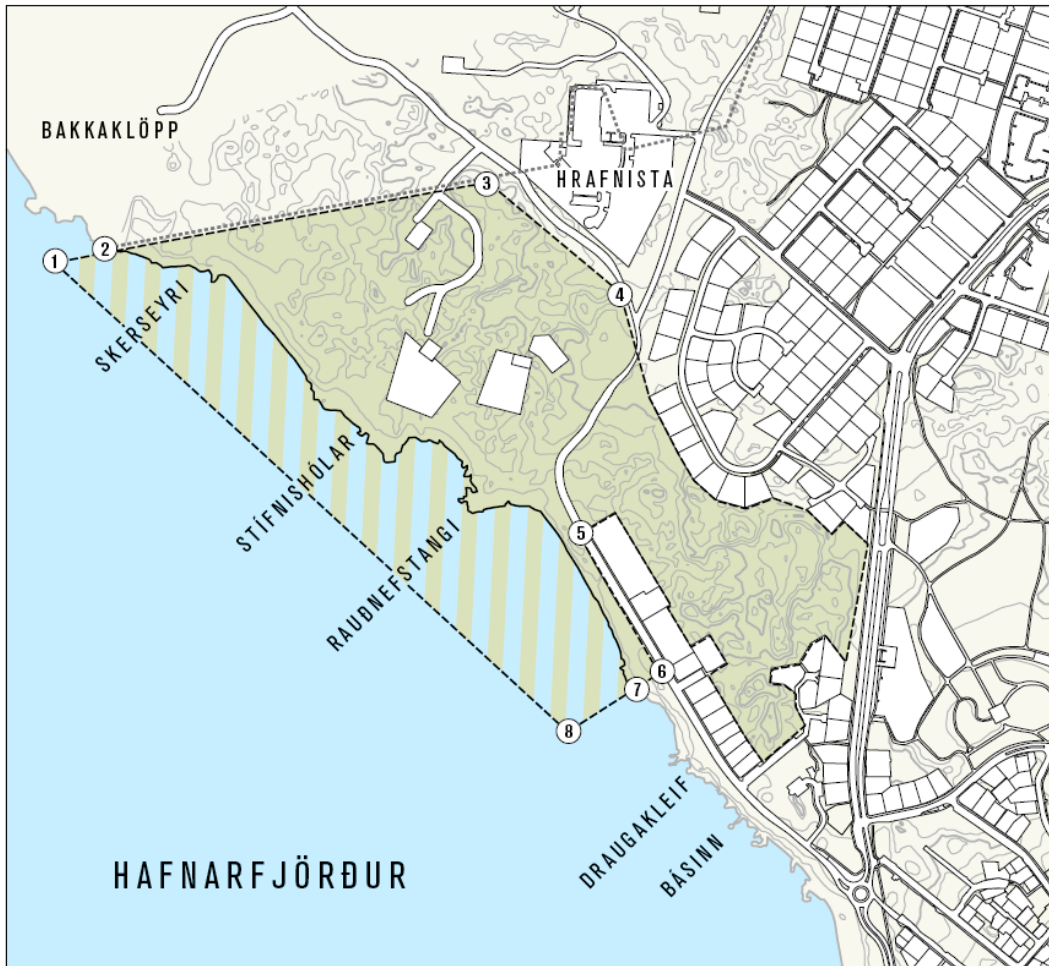 BAKKAKLÖPP
HRAFNISTA
3
2
1
4
SKERSEYRI
STÍFNISHÓLAR
RAUÐNEFSTANGI
5
6
7
8
DRAUGAKLEIF
BÁSINN
HAFNARFJÖRÐUR